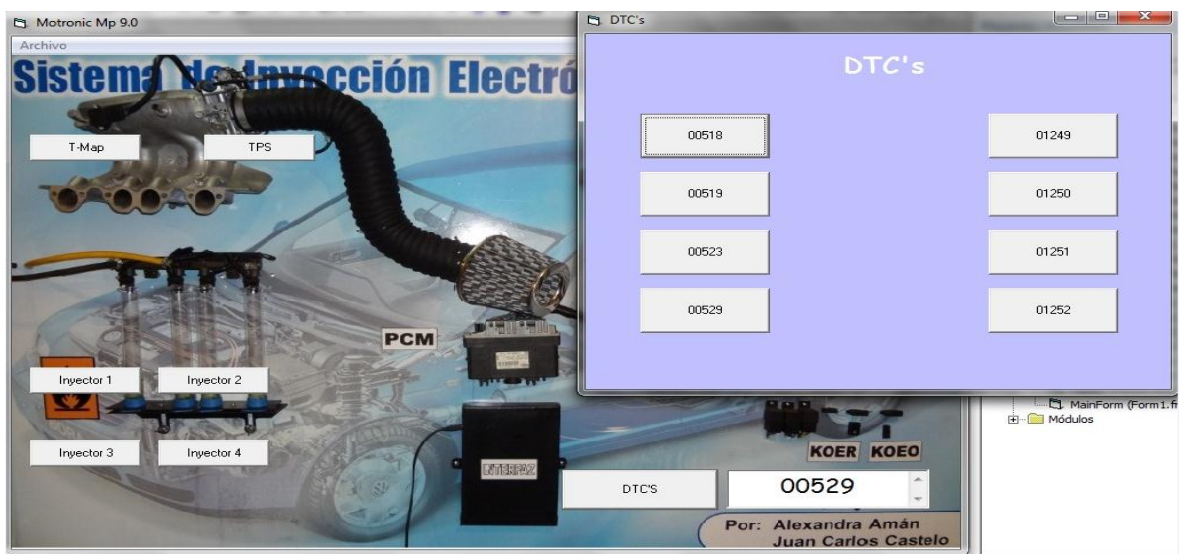 Motronic Mp 9.0
Archivo
Sistema de Inyección Electró
T-Map
TPS
PCM
Inyector 1
Inyector 2
Inyector 3
Inyector 4
INTERFAZ
KOER
KOEO
DTC'S
00529
Por: Alexandra Amán
Juan Carlos Castelo
DTC's
DTC's
00518
01249
00519
01250
00523
01251
00529
01252
MainForm (Form1.fr
Módulos